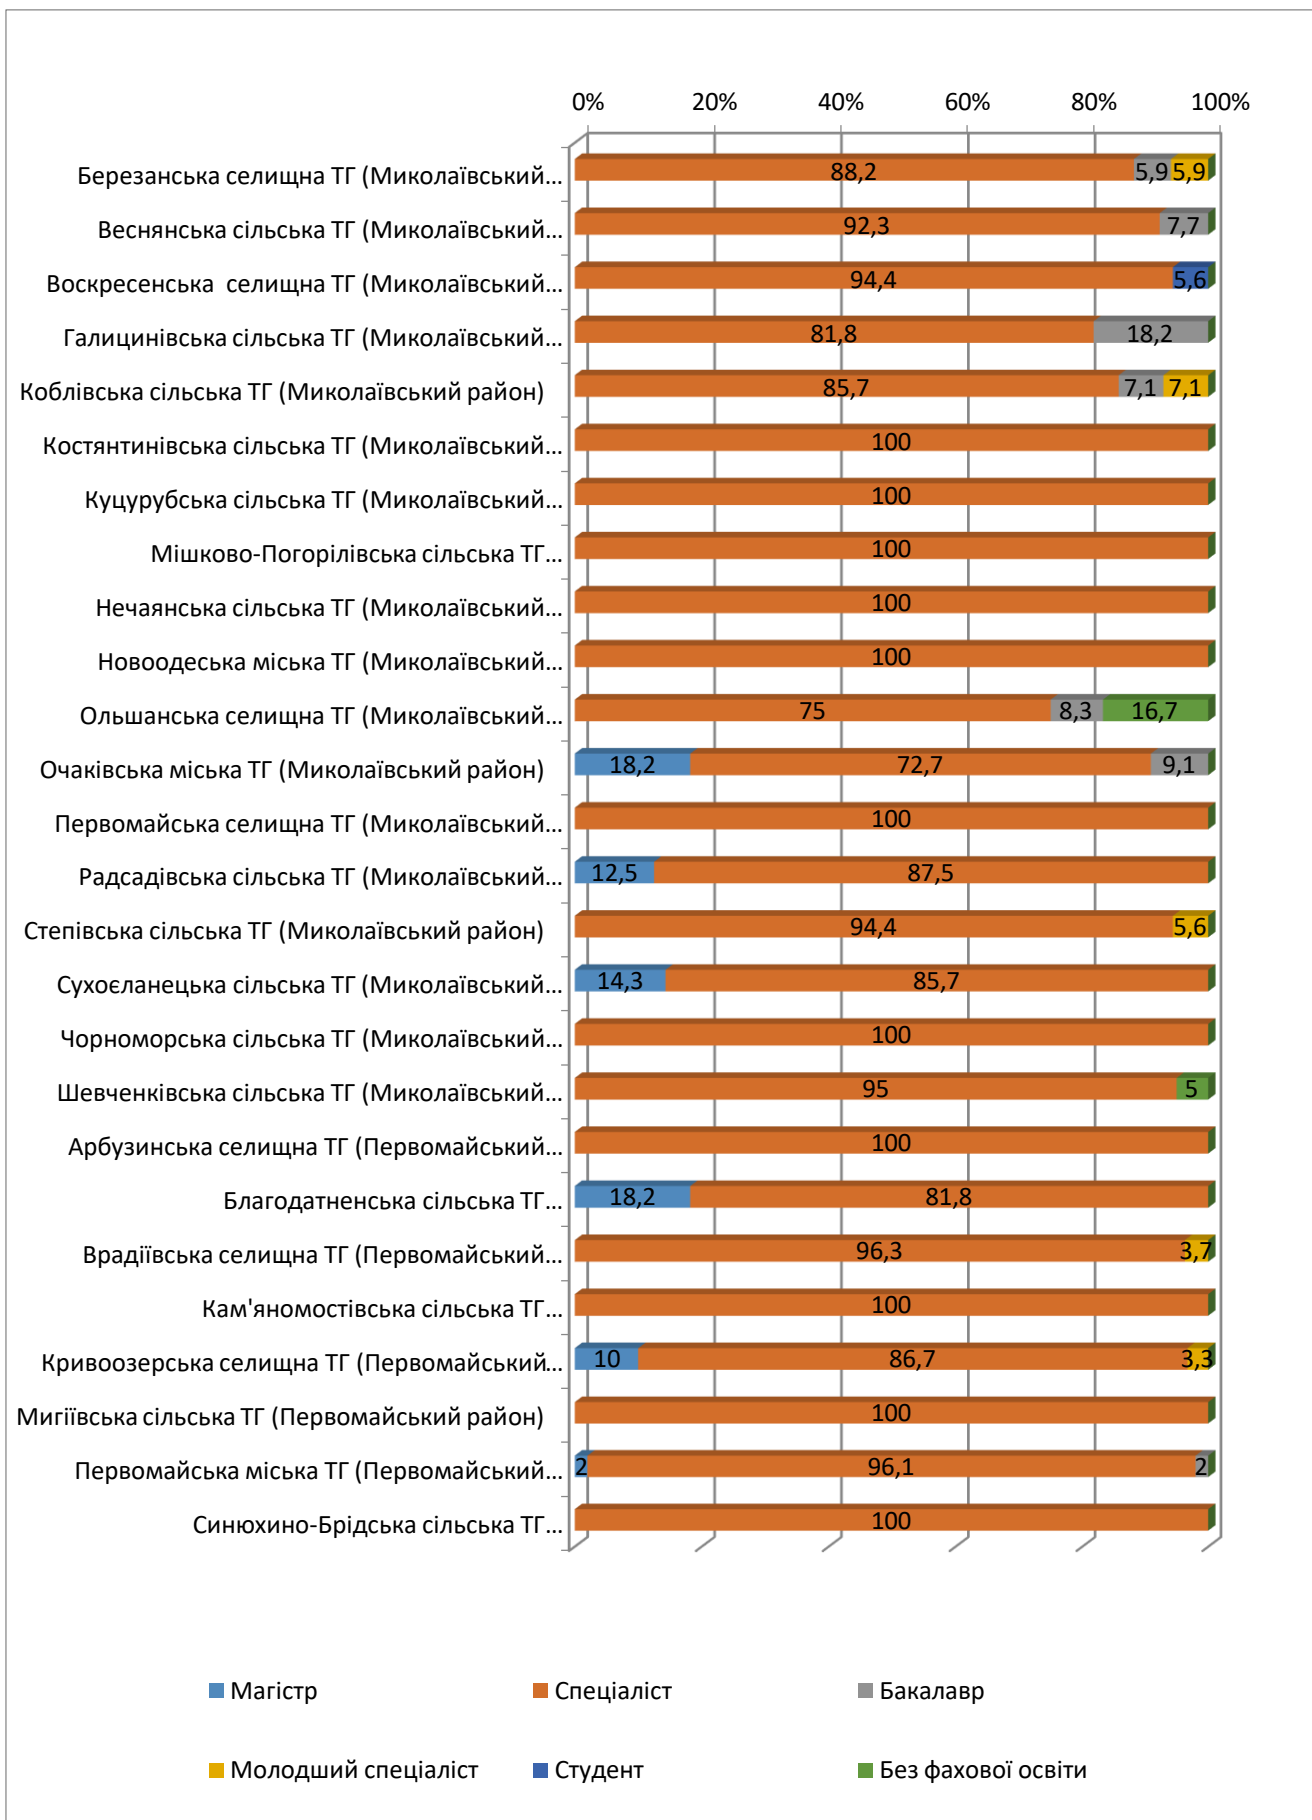 0% 20% 40% 60% 80% 100%
Березанська селищна ТГ (Миколаївський... 88,2 5,9 5,9
Веснянська сільська ТГ (Миколаївський... 92,3 7,7
Воскресенська селищна ТГ (Миколаївський... 94,4 5,6
Галицинівська сільська ТГ (Миколаївський... 81,8 18,2
Коблівська сільська ТГ (Миколаївський район) 85,7 7,1 7,1
Костянтинівська сільська ТГ (Миколаївський... 100
Куцурубська сільська ТГ (Миколаївський... 100
Мішково-Погорілівська сільська ТГ... 100
Нечаянська сільська ТГ (Миколаївський... 100
Новоодеська міська ТГ (Миколаївський... 100
Ольшанська селищна ТГ (Миколаївський... 75 8,3 16,7
Очаківська міська ТГ (Миколаївський район) 18,2 72,7 9,1
Первомайська селищна ТГ (Миколаївський... 100
Радсадівська сільська ТГ (Миколаївський... 12,5 87,5
Степівська сільська ТГ (Миколаївський район) 94,4 5,6
Сухоєланецька сільська ТГ (Миколаївський... 14,3 85,7
Чорноморська сільська ТГ (Миколаївський... 100
Шевченківська сільська ТГ (Миколаївський... 95 5
Арбузинська селищна ТГ (Первомайський... 100
Благодатненська сільська ТГ... 18,2 81,8
Врадіївська селищна ТГ (Первомайський... 96,3 3,7
Кам'яномостівська сільська ТГ... 100
Кривоозерська селищна ТГ (Первомайський... 10 86,7 3,3
Мигіївська сільська ТГ (Первомайський район) 100
Первомайська міська ТГ (Первомайський... 2 96,1 2
Синюхино-Брідська сільська ТГ... 100
Магістр Спеціаліст Бакалавр
Молодший спеціаліст Студент Без фахової освіти